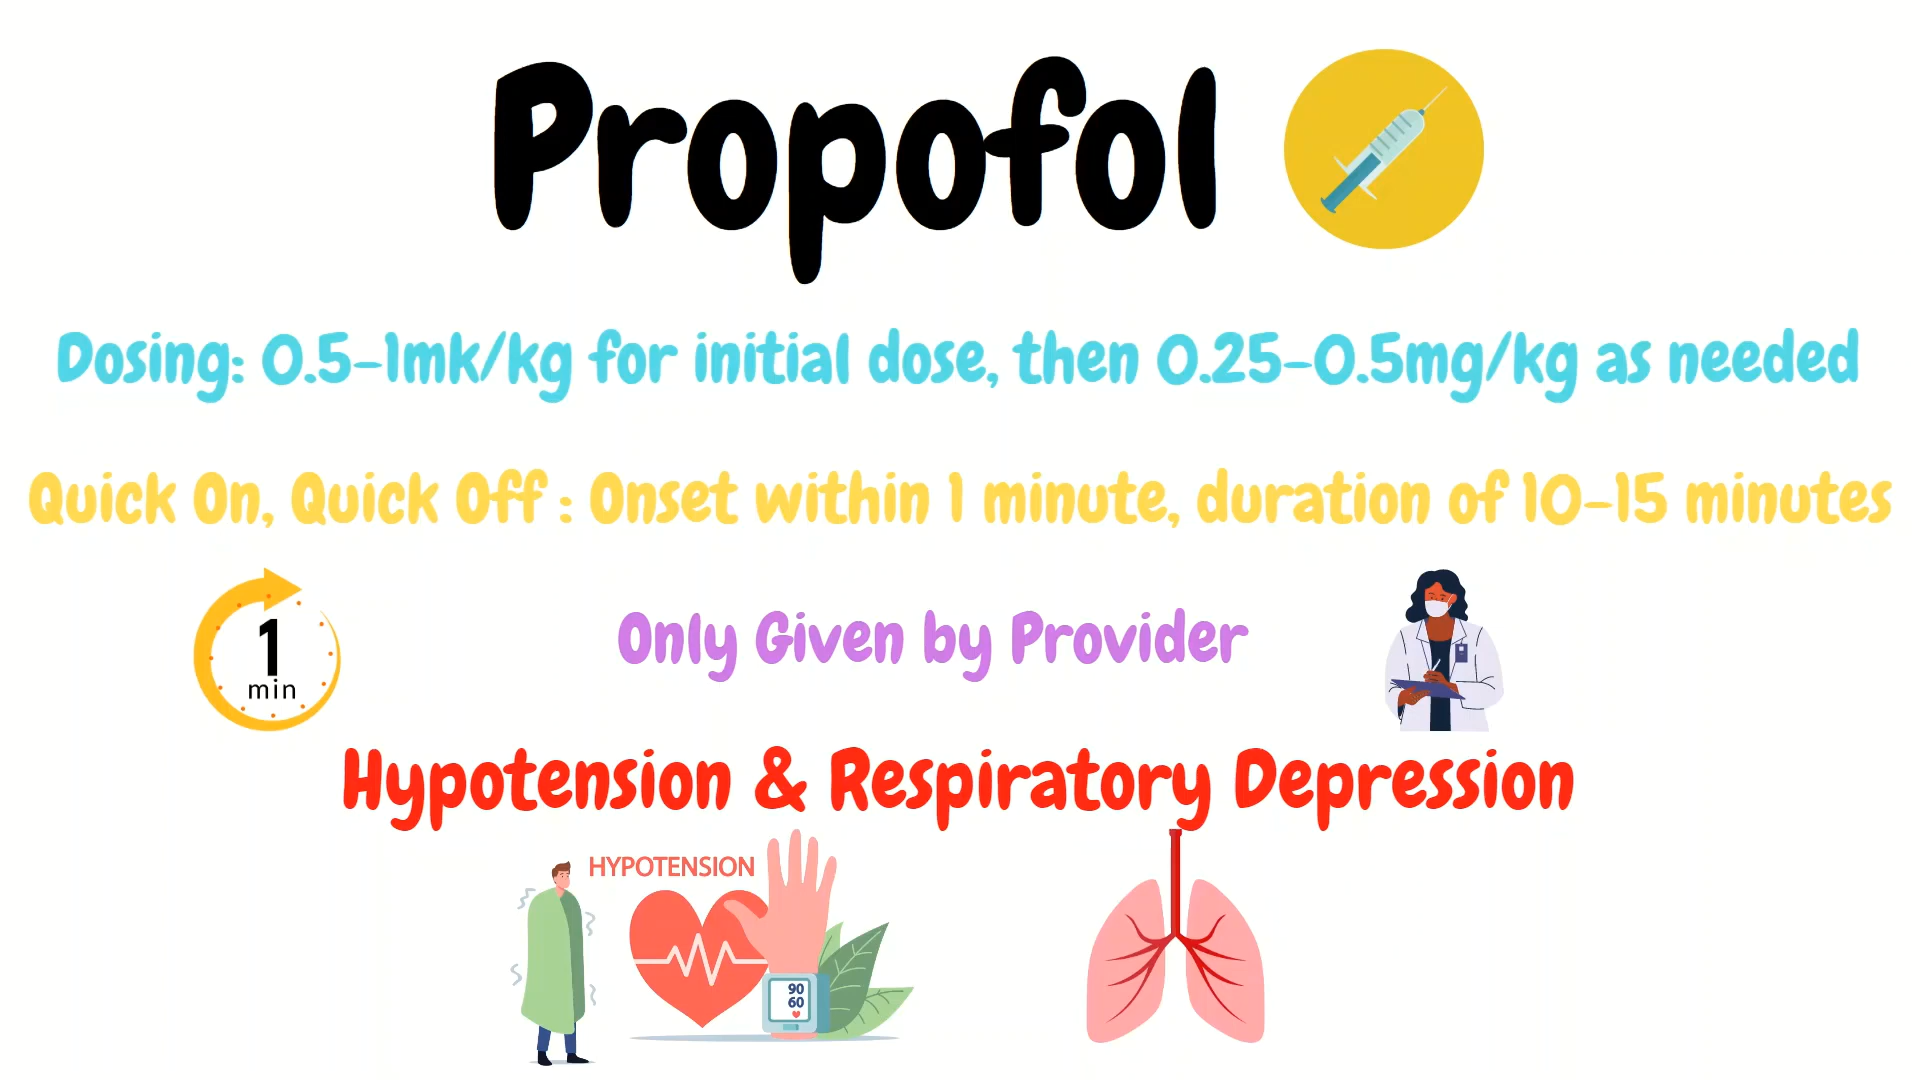 Propofol
Dosing: 0.5-1mk/kg for initial dose, then 0.25-0.5mg/kg as needed
Quick On, Quick Off : Onset within 1 minute, duration of 10-15 minutes
1
min
Only Given by Provider
Hypotension & Respiratory Depression
HYPOTENSION
90
60